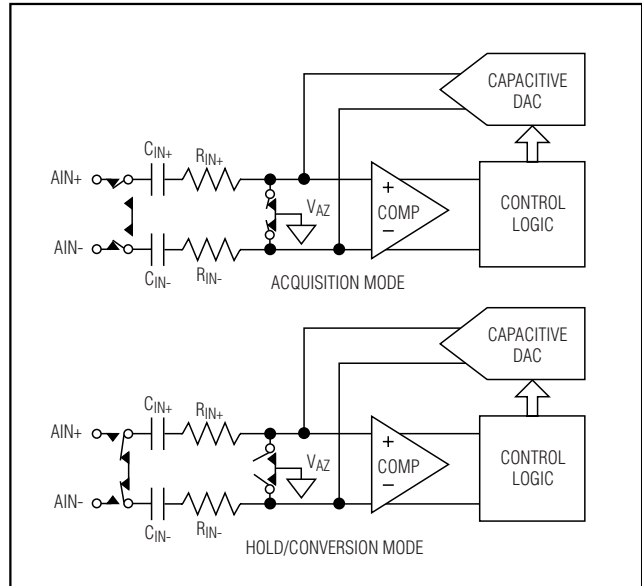 CAPACITIVE
DAC
CIN+
RIN+
AIN+
VAZ
+
COMP
−
CONTROL
LOGIC
AIN-
CIN-
RIN-
ACQUISITION MODE
CAPACITIVE
DAC
CIN+
RIN+
AIN+
VAZ
+
COMP
−
CONTROL
LOGIC
AIN-
CIN-
RIN-
HOLD/CONVERSION MODE